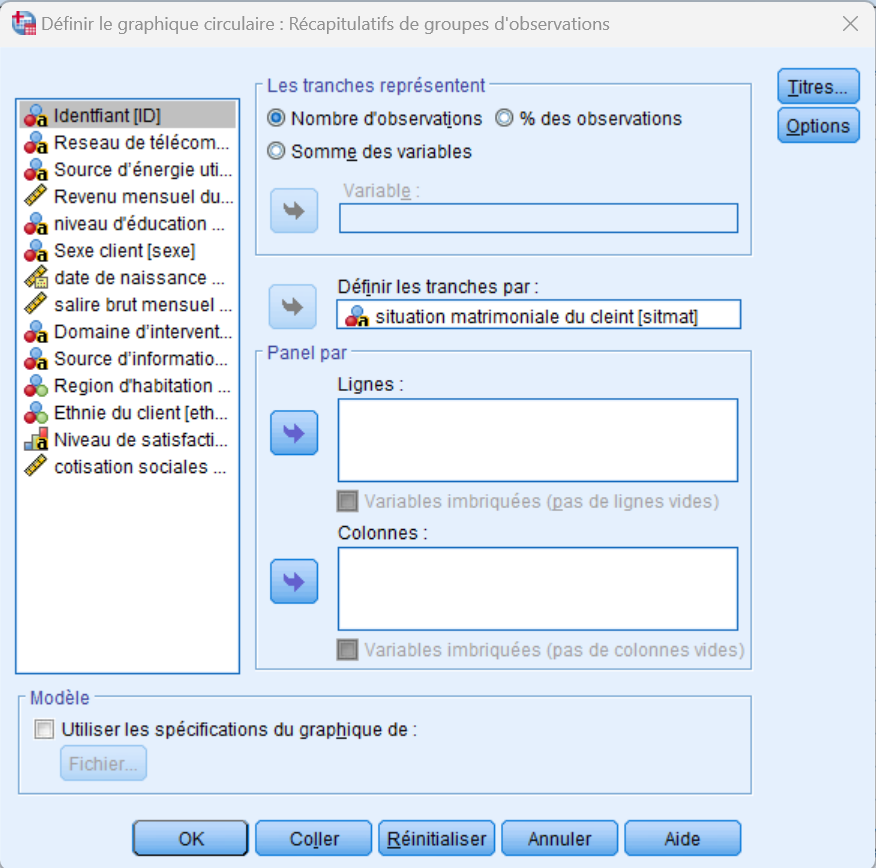 Définir le graphique circulaire : Récapitulatifs de groupes d'observations
Identfiant [ID]
Reseau de télécom...
Source d'énergie uti...
Revenu mensuel du...
niveau d'éducation ...
Sexe client [sexe]
date de naissance ...
salire brut mensuel ...
Domaine d'intervent...
Source d'informatio...
Region d'habitation ...
Ethnie du client [eth...
Niveau de satisfacti...
cotisation sociales ...
Les tranches représentent
Nombre d'observations % des observations
Somme des variables
Variable :
Définir les tranches par :
situation matrimoniale du cleint [sitmat]
Panel par
Lignes :
Variables imbriquées (pas de lignes vides)
Colonnes :
Variables imbriquées (pas de colonnes vides)
Titres...
Options
Modèle
Utiliser les spécifications du graphique de :
Fichier...
OK Coller Réinitialiser Annuler Aide